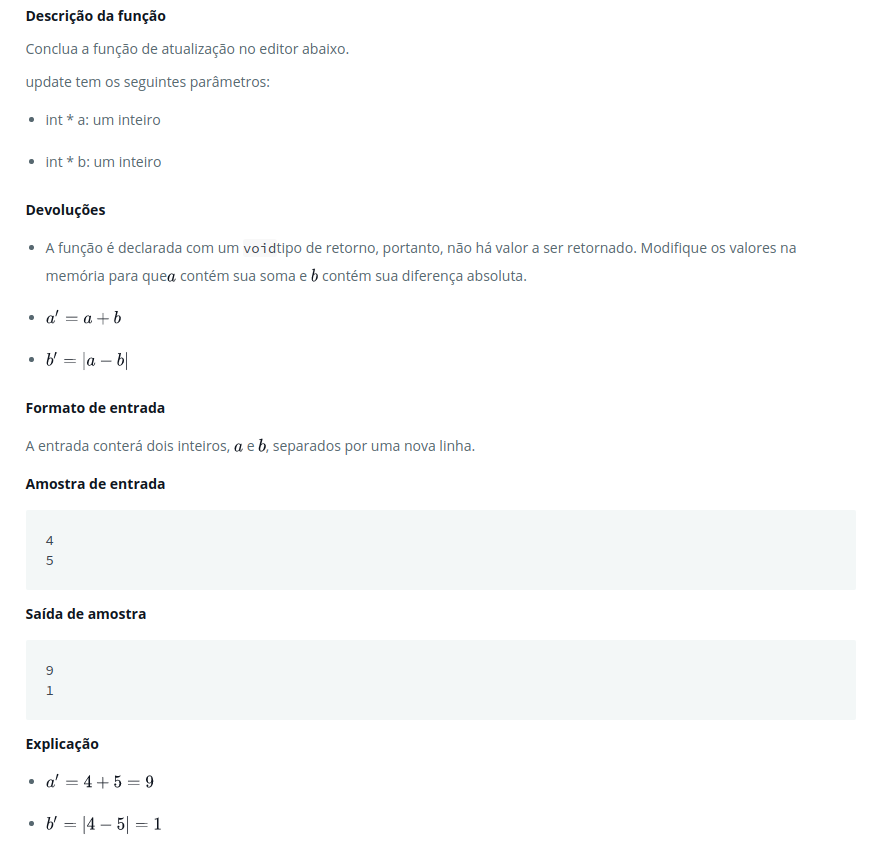 Descrição da função
Conclua a função de atualização no editor abaixo.
update tem os seguintes parâmetros:
• int * a: um inteiro
• int * b: um inteiro
Devoluções
• A função é declarada com um voidtipo de retorno, portanto, não há valor a ser retornado. Modifique os valores na
memória para quea contém sua soma e b contém sua diferença absoluta.
• a′ = a + b
• b′ = |a − b|
Formato de entrada
A entrada conterá dois inteiros, a e b, separados por uma nova linha.
Amostra de entrada
4
5
Saída de amostra
9
1
Explicação
• a′ = 4 + 5 = 9
• b′ = |4 − 5| = 1